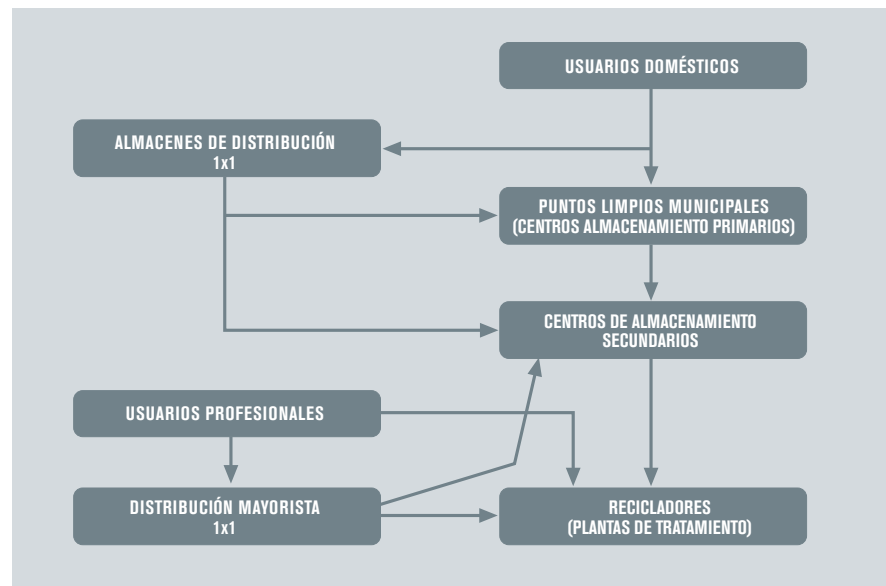 USUARIOS DOMÉSTICOS
ALMACENES DE DISTRIBUCIÓN
1x1
PUNTOS LIMPIOS MUNICIPALES
(CENTROS ALMACENAMIENTO PRIMARIOS)
CENTROS DE ALMACENAMIENTO
SECUNDARIOS
USUARIOS PROFESIONALES
DISTRIBUCIÓN MAYORISTA
1x1
RECICLADORES
(PLANTAS DE TRATAMIENTO)